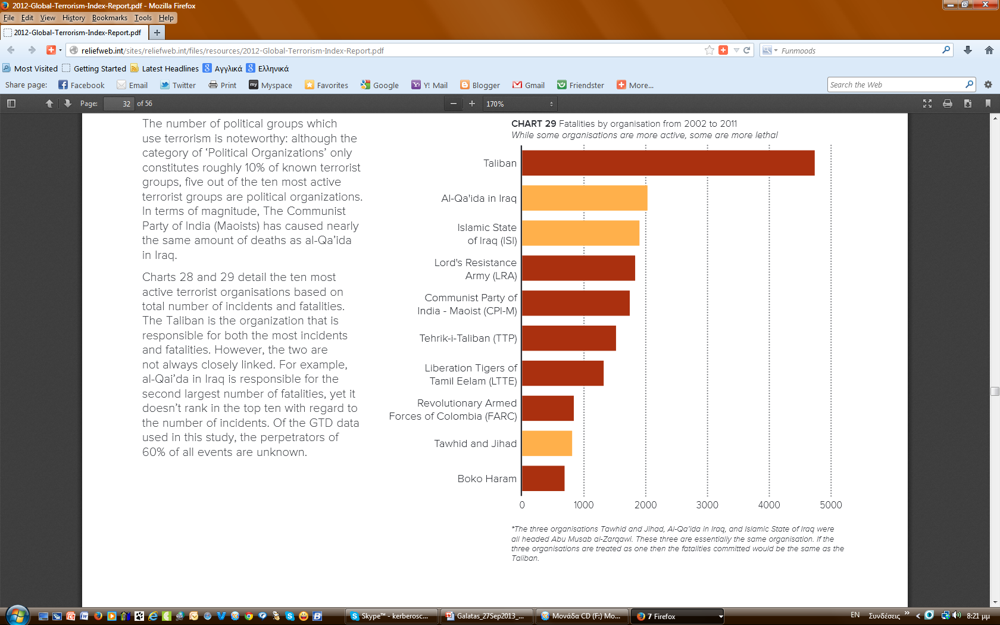 2012-Global-Terrorism-Index-Report.pdf - Mozilla Firefox
File Edit View History Bookmarks Tools Help
2012-Global-Terrorism-Index-Report.pdf
reliefweb.int/sites/reliefweb.int/files/resources/2012-Global-Terrorism-Index-Report.pdf
Funmoods
Most Visited Getting Started Latest Headlines Αγγλικά Ελληνικά
Share page: Facebook Email Twitter Print Myspace Favorites Google Y! Mail Blogger Gmail Friendster More...
Search the Web
Page: 32 of 56
170%
The number of political groups which
use terrorism is noteworthy: although the
category of ‘Political Organizations’ only
constitutes roughly 10% of known terrorist
groups, five out of the ten most active
terrorist groups are political organizations.
In terms of magnitude, The Communist
Party of India (Maoists) has caused nearly
the same amount of deaths as al-Qa’ida
in Iraq.
Charts 28 and 29 detail the ten most
active terrorist organisations based on
total number of incidents and fatalities.
The Taliban is the organization that is
responsible for both the most incidents
and fatalities. However, the two are
not always closely linked. For example,
al-Qai’da in Iraq is responsible for the
second largest number of fatalities, yet it
doesn’t rank in the top ten with regard to
the number of incidents. Of the GTD data
used in this study, the perpetrators of
60% of all events are unknown.
CHART 29 Fatalities by organisation from 2002 to 2011
While some organisations are more active, some are more lethal
Taliban
Al-Qa'ida in Iraq
Islamic State
of Iraq (ISI)
Lord's Resistance
Army (LRA)
Communist Party of
India - Maoist (CPI-M)
Tehrik-i-Taliban (TTP)
Liberation Tigers of
Tamil Eelam (LTTE)
Revolutionary Armed
Forces of Colombia (FARC)
Tawhid and Jihad
Boko Haram
0 1000 2000 3000 4000 5000
*The three organisations Tawhid and Jihad, Al-Qa'ida in Iraq, and Islamic State of Iraq were
all headed Abu Musab al-Zarqawi. These three are essentially the same organisation. If the
three organisations are treated as one then the fatalities committed would be the same as the
Taliban.
Skype™ - kerberosc... Galatas_27Sep2013_... Μονάδα CD (F:) Mo... 7 Firefox
EN Συνδέσεις 8:21 μμ